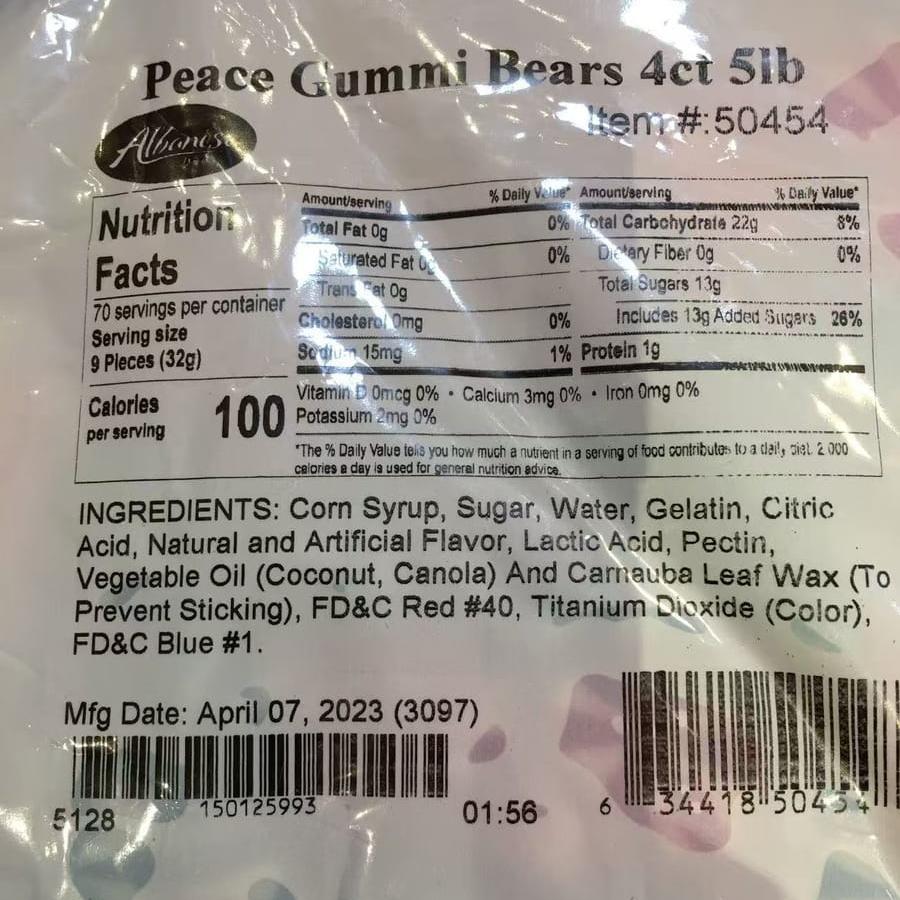 Peace Gummi Bears 4ct 5lb
Item #:50454
Albanese
Nutrition
Facts
70 servings per container
Serving size
9 Pieces (32g)
Calories
per serving
100
Amount/serving % Daily Value*
Total Fat 0g 0%
Saturated Fat 0g 0%
Trans Fat 0g
Cholesterol 0mg 0%
Sodium 15mg 1%
Amount/serving % Daily Value*
Total Carbohydrate 22g 8%
Dietary Fiber 0g 0%
Total Sugars 13g
Includes 13g Added Sugars 26%
Protein 1g
Vitamin D 0mcg 0% • Calcium 3mg 0% • Iron 0mg 0%
Potassium 2mg 0%
*The % Daily Value tells you how much a nutrient in a serving of food contributes to a daily diet. 2 000
calories a day is used for general nutrition advice.
INGREDIENTS: Corn Syrup, Sugar, Water, Gelatin, Citric
Acid, Natural and Artificial Flavor, Lactic Acid, Pectin,
Vegetable Oil (Coconut, Canola) And Carnauba Leaf Wax (To
Prevent Sticking), FD&C Red #40, Titanium Dioxide (Color),
FD&C Blue #1.
Mfg Date: April 07, 2023 (3097)
5128 150125993 01:56
6 34418 50454